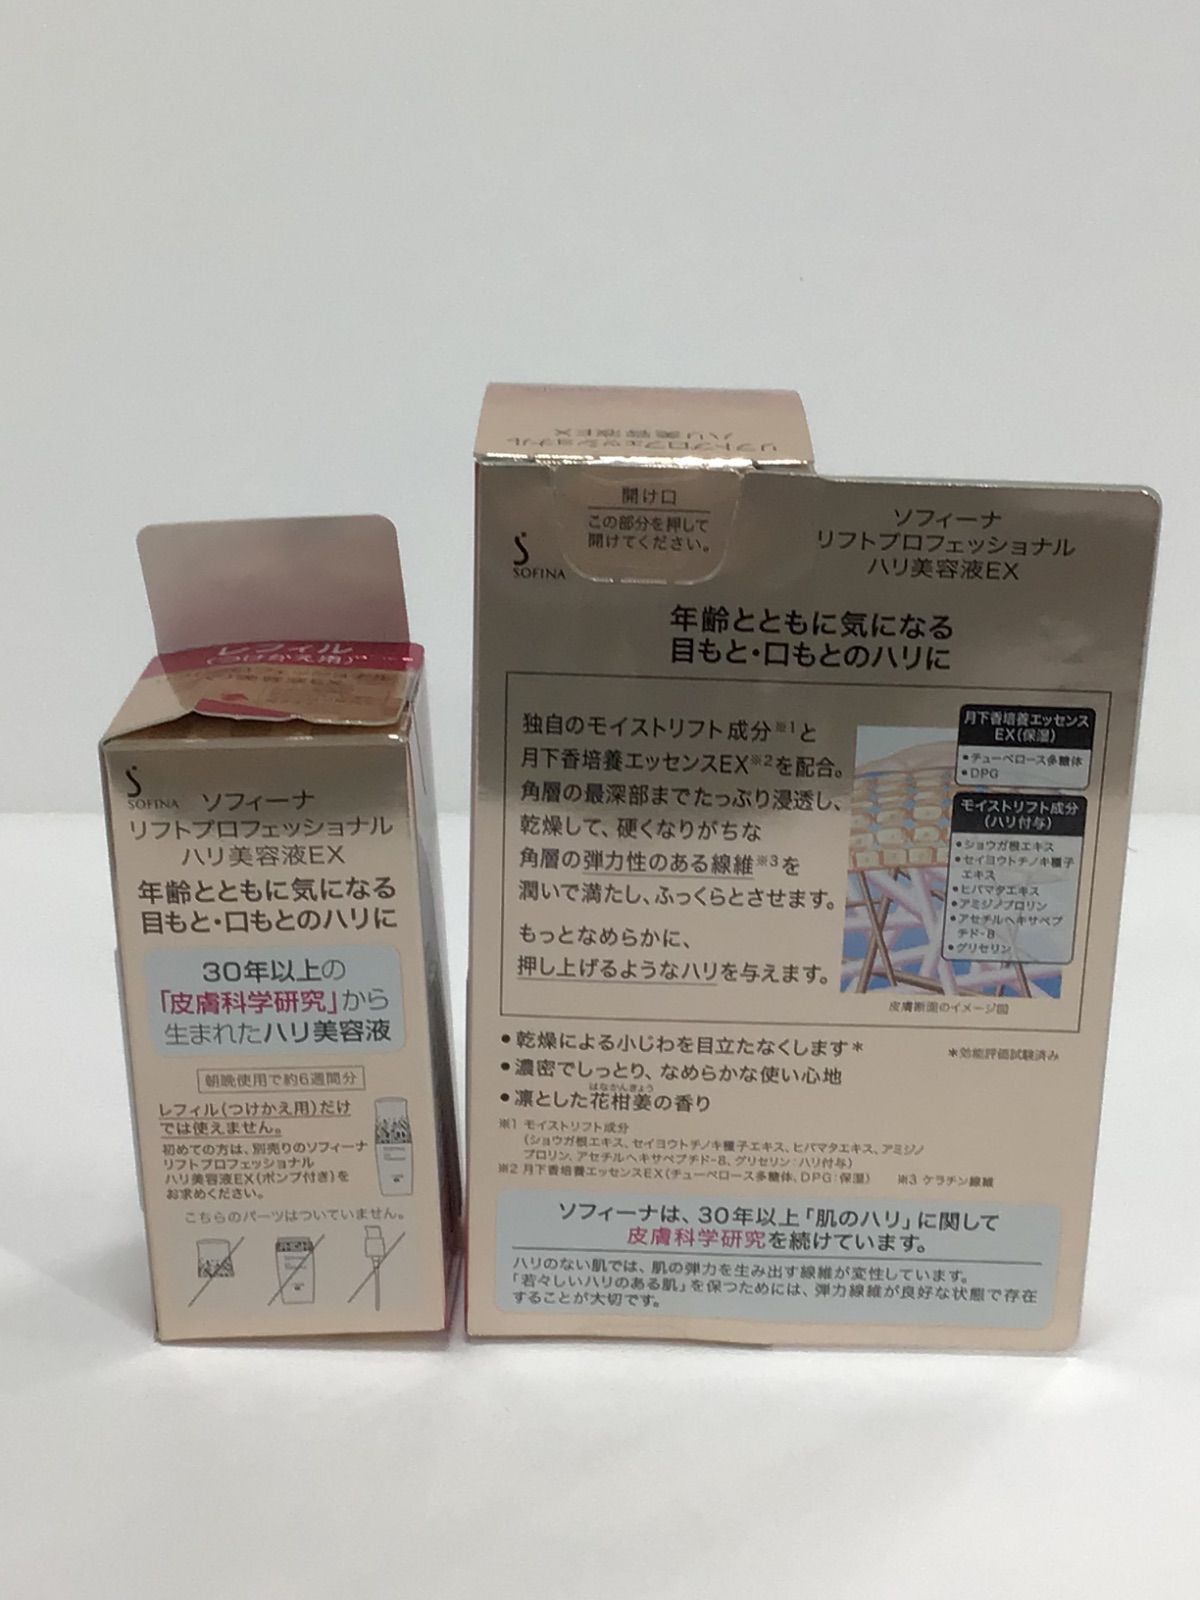 レフィル
(つけかえ用)
SOFINA
ソフィーナ
リフトプロフェッショナル
ハリ美容液EX
年齢とともに気になる
目もと・口もとのハリに
30年以上の
「皮膚科学研究」から
生まれたハリ美容液
朝晩使用で約6週間分
レフィル(つけかえ用)だけ
では使えません。
初めての方は、別売りのソフィーナ
リフトプロフェッショナル
ハリ美容液EX(ポンプ付き)を
お求めください。
こちらのパーツはついていません。
リフトプロフェッショナル
ハリ美容液EX
開け口
この部分を押して
開けてください。
SOFINA
ソフィーナ
リフトプロフェッショナル
ハリ美容液EX
年齢とともに気になる
目もと・口もとのハリに
独自のモイストリフト成分※1と
月下香培養エッセンスEX※2を配合。
角層の最深部までたっぷり浸透し、
乾燥して、硬くなりがちな
角層の弾力性のある線維※3を
潤いで満たし、ふっくらとさせます。
もっとなめらかに、
押し上げるようなハリを与えます。
月下香培養エッセンス
EX(保湿)
●チューベロース多糖体
●DPG
モイストリフト成分
(ハリ付与)
●ショウガ根エキス
●セイヨウトチノキ種子
エキス
●ヒバマタエキス
●アミジノプロリン
●アセチルヘキサペプ
チド-8
●グリセリン
皮膚断面のイメージ図
●乾燥による小じわを目立たなくします*
*効能評価試験済み
●濃密でしっとり、なめらかな使い心地
はなかんきょう
●凛とした花柑姜の香り
※1 モイストリフト成分
(ショウガ根エキス、セイヨウトチノキ種子エキス、ヒバマタエキス、アミジノ
プロリン、アセチルヘキサペプチド-8、グリセリン:ハリ付与)
※2 月下香培養エッセンスEX(チューベロース多糖体、DPG:保湿) ※3 ケラチン線維
ソフィーナは、30年以上「肌のハリ」に関して
皮膚科学研究を続けています。
ハリのない肌では、肌の弾力を生み出す線維が変性しています。
「若々しいハリのある肌」を保つためには、弾力線維が良好な状態で存在
することが大切です。